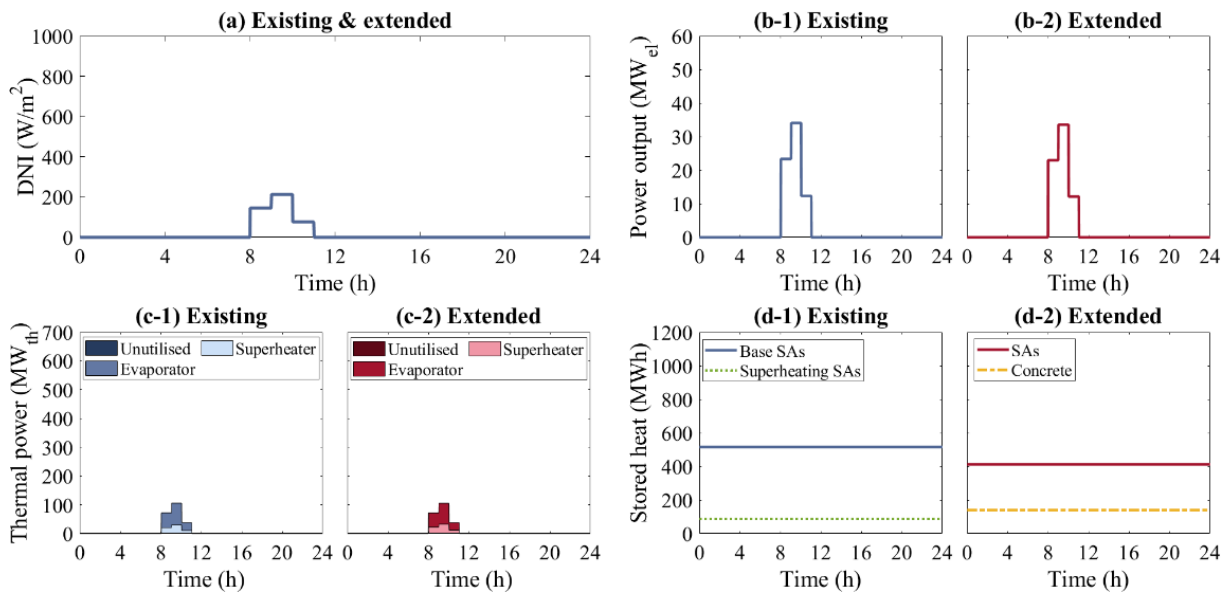 (a) Existing & extended
DNI (W/m²)
1000
800
600
400
200
0
0 4 8 12 16 20 24
Time (h)
(b-1) Existing
Power output (MWel)
60
50
40
30
20
10
0
0 4 8 12 16 20 24
Time (h)
(b-2) Extended
0 4 8 12 16 20 24
Time (h)
(c-1) Existing
Thermal power (MWth)
700
600
500
400
300
200
100
0
Unutilised
Superheater
Evaporator
0 4 8 12 16 20 24
Time (h)
(c-2) Extended
Unutilised
Superheater
Evaporator
0 4 8 12 16 20 24
Time (h)
(d-1) Existing
Stored heat (MWh)
1200
1000
800
600
400
200
0
Base SAs
Superheating SAs
0 4 8 12 16 20 24
Time (h)
(d-2) Extended
SAs
Concrete
0 4 8 12 16 20 24
Time (h)